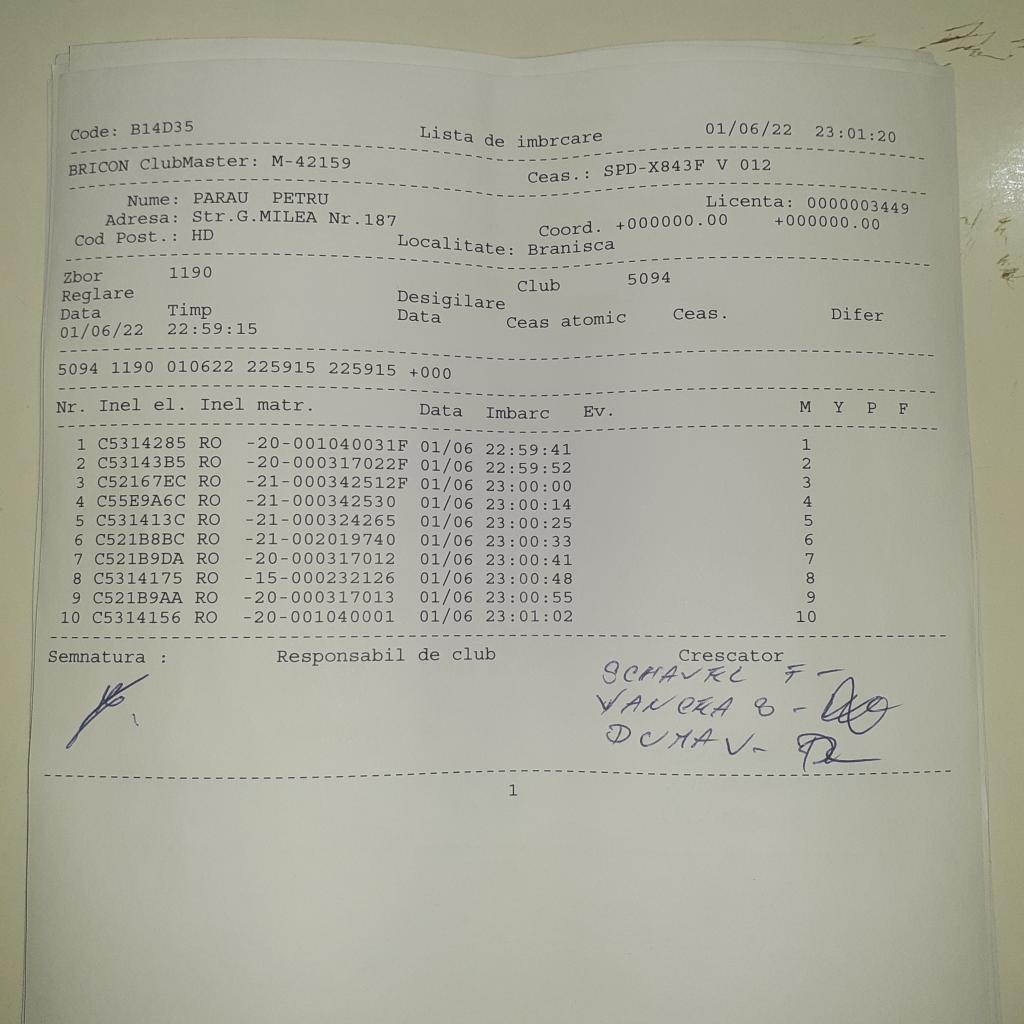 Code: B14D35 Lista de imbrcare 01/06/22 23:01:20
BRICON ClubMaster: M-42159 Ceas.: SPD-X843F V 012
Nume: PARAU PETRU Licenta: 0000003449
Adresa: Str.G.MILEA Nr.187 Coord. +000000.00 +000000.00
Cod Post.: HD Localitate: Branisca
Zbor 1190 Club 5094
Reglare Desigilare
Data Timp Data Ceas atomic Ceas. Difer
01/06/22 22:59:15
5094 1190 010622 225915 225915 +000
Nr. Inel el. Inel matr. Data Imbarc Ev. M Y P F
1 C5314285 RO -20-001040031F 01/06 22:59:41 1
2 C53143B5 RO -20-000317022F 01/06 22:59:52 2
3 C52167EC RO -21-000342512F 01/06 23:00:00 3
4 C55E9A6C RO -21-000342530 01/06 23:00:14 4
5 C531413C RO -21-000324265 01/06 23:00:25 5
6 C521B8BC RO -21-002019740 01/06 23:00:33 6
7 C521B9DA RO -20-000317012 01/06 23:00:41 7
8 C5314175 RO -15-000232126 01/06 23:00:48 8
9 C521B9AA RO -20-000317013 01/06 23:00:55 9
10 C5314156 RO -20-001040001 01/06 23:01:02 10
Semnatura : Responsabil de club Crescator
DUMA V-
1